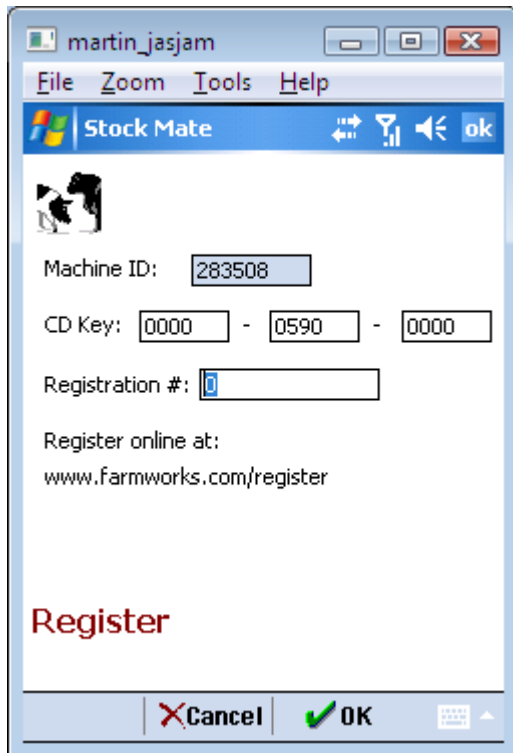 martin_jasjam
File Zoom Tools Help
Stock Mate ok
Machine ID: 283508
CD Key: 0000 - 0590 - 0000
Registration #: 0
Register online at:
www.farmworks.com/register
Register
Cancel OK